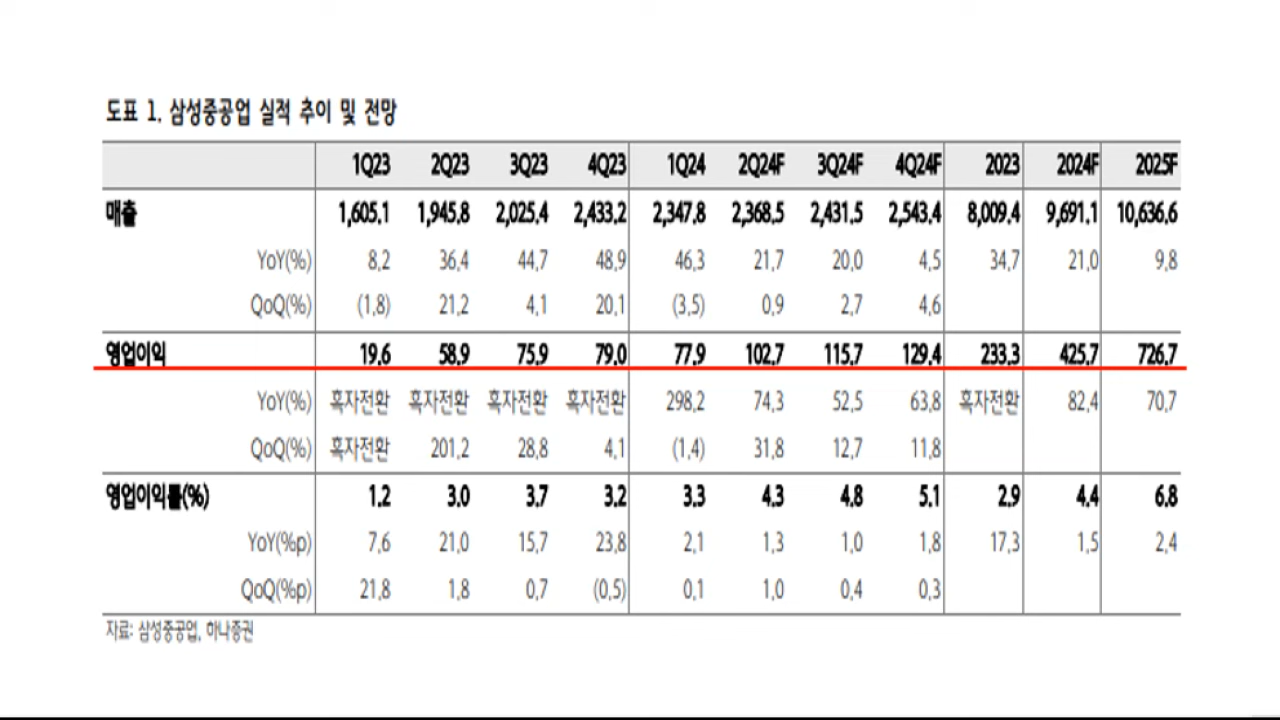 도표 1. 삼성중공업 실적 추이 및 전망
1Q23 2Q23 3Q23 4Q23 1Q24 2Q24F 3Q24F 4Q24F 2023 2024F 2025F
매출 1,605.1 1,945.8 2,025.4 2,433.2 2,347.8 2,368.5 2,431.5 2,543.4 8,009.4 9,691.1 10,636.6
YoY(%) 8.2 36.4 44.7 48.9 46.3 21.7 20.0 4.5 34.7 21.0 9.8
QoQ(%) (1.8) 21.2 4.1 20.1 (3.5) 0.9 2.7 4.6
영업이익 19.6 58.9 75.9 79.0 77.9 102.7 115.7 129.4 233.3 425.7 726.7
YoY(%) 흑자전환 흑자전환 흑자전환 흑자전환 298.2 74.3 52.5 63.8 흑자전환 82.4 70.7
QoQ(%) 흑자전환 201.2 28.8 4.1 (1.4) 31.8 12.7 11.8
영업이익률(%) 1.2 3.0 3.7 3.2 3.3 4.3 4.8 5.1 2.9 4.4 6.8
YoY(%p) 7.6 21.0 15.7 23.8 2.1 1.3 1.0 1.8 17.3 1.5 2.4
QoQ(%p) 21.8 1.8 0.7 (0.5) 0.1 1.0 0.4 0.3
자료: 삼성중공업, 하나증권